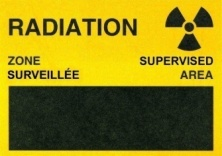 RADIATION
ZONE SUPERVISED
SURVEILLÉE AREA